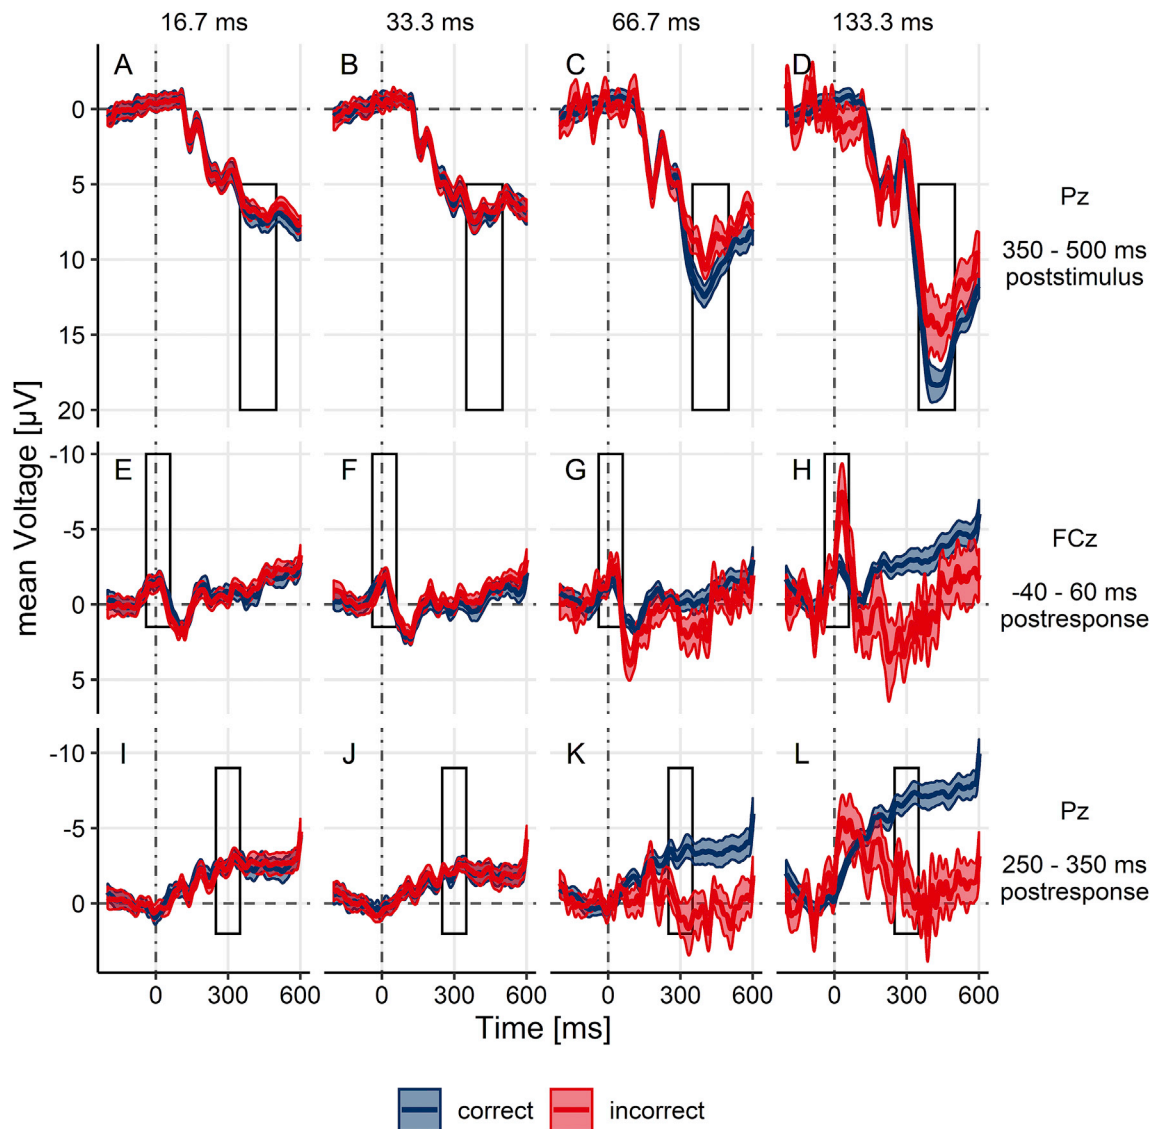 16.7 ms 33.3 ms 66.7 ms 133.3 ms
A B C D
0
5
10
15
20
Pz
350 - 500 ms
poststimulus
mean Voltage [µV]
E F G H
-10
-5
0
5
FCz
-40 - 60 ms
postresponse
I J K L
-10
-5
0
Pz
250 - 350 ms
postresponse
0 300 600 0 300 600 0 300 600 0 300 600
Time [ms]
correct incorrect